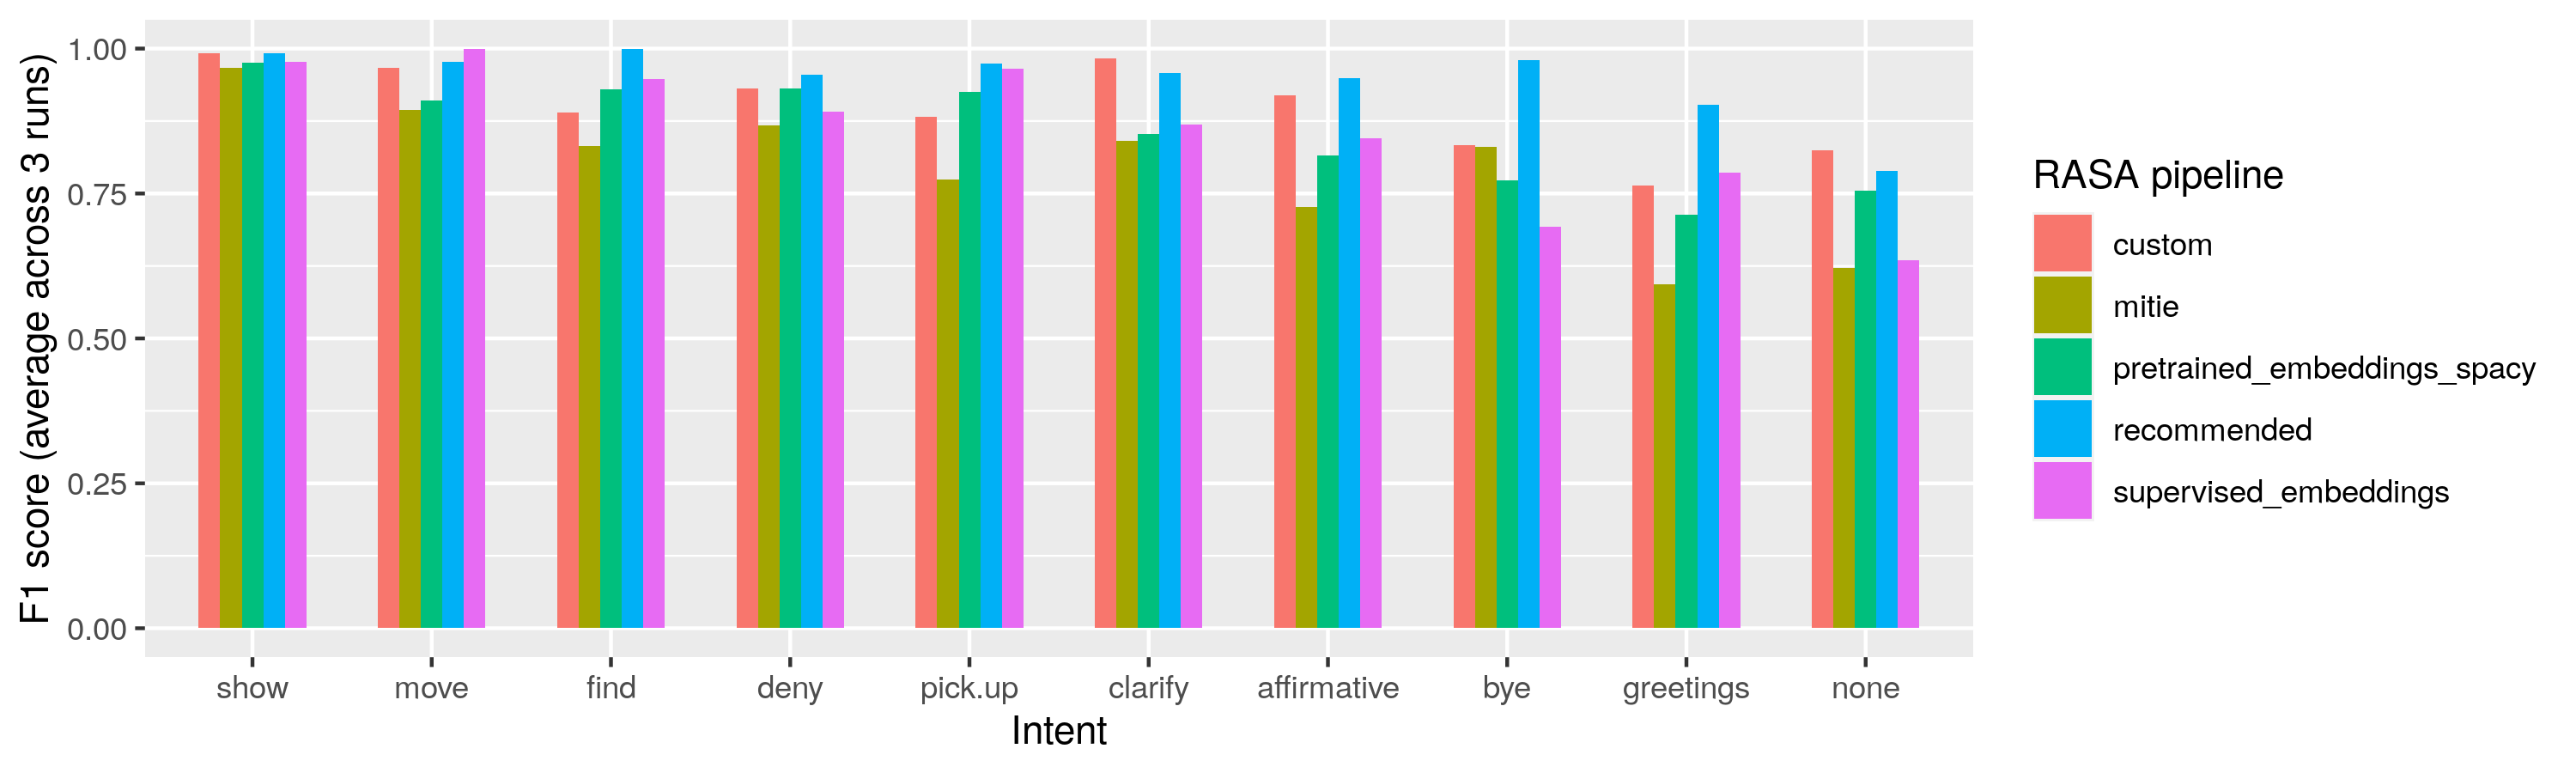 F1 score (average across 3 runs)
1.00
0.75
0.50
0.25
0.00
show move find deny pick.up clarify affirmative bye greetings none
Intent
RASA pipeline
custom
mitie
pretrained_embeddings_spacy
recommended
supervised_embeddings